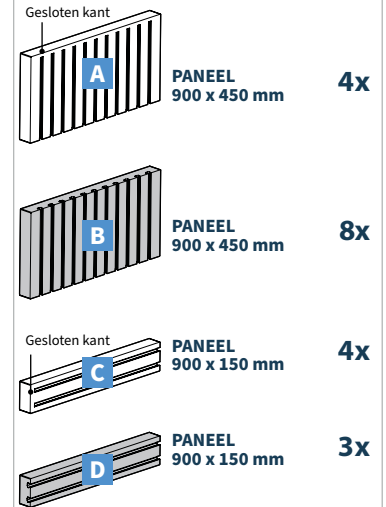 Gesloten kant
A
PANEEL
900 x 450 mm
4x
B
PANEEL
900 x 450 mm
8x
Gesloten kant
C
PANEEL
900 x 150 mm
4x
D
PANEEL
900 x 150 mm
3x